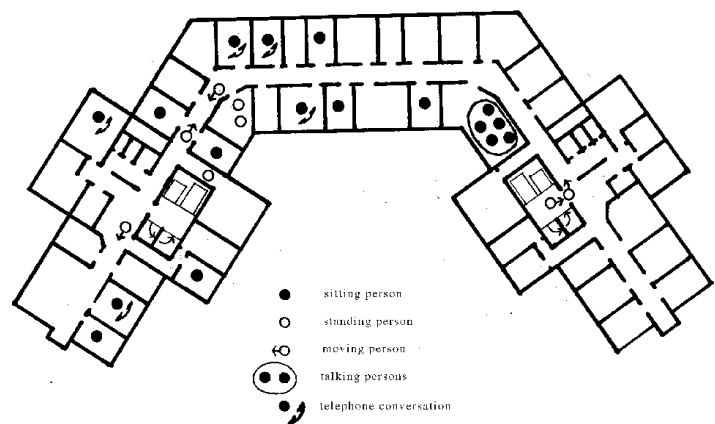 sitting person
standing person
moving person
talking persons
telephone conversation